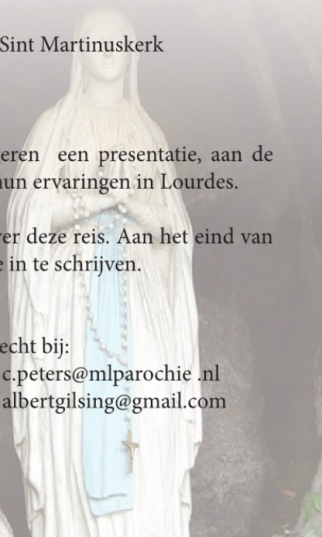 Sint Martinuskerk
eren een presentatie, aan de
un ervaringen in Lourdes.
er deze reis. Aan het eind van
e in te schrijven.
echt bij:
c.peters@mlparochie .nl
albertgilsing@gmail.com